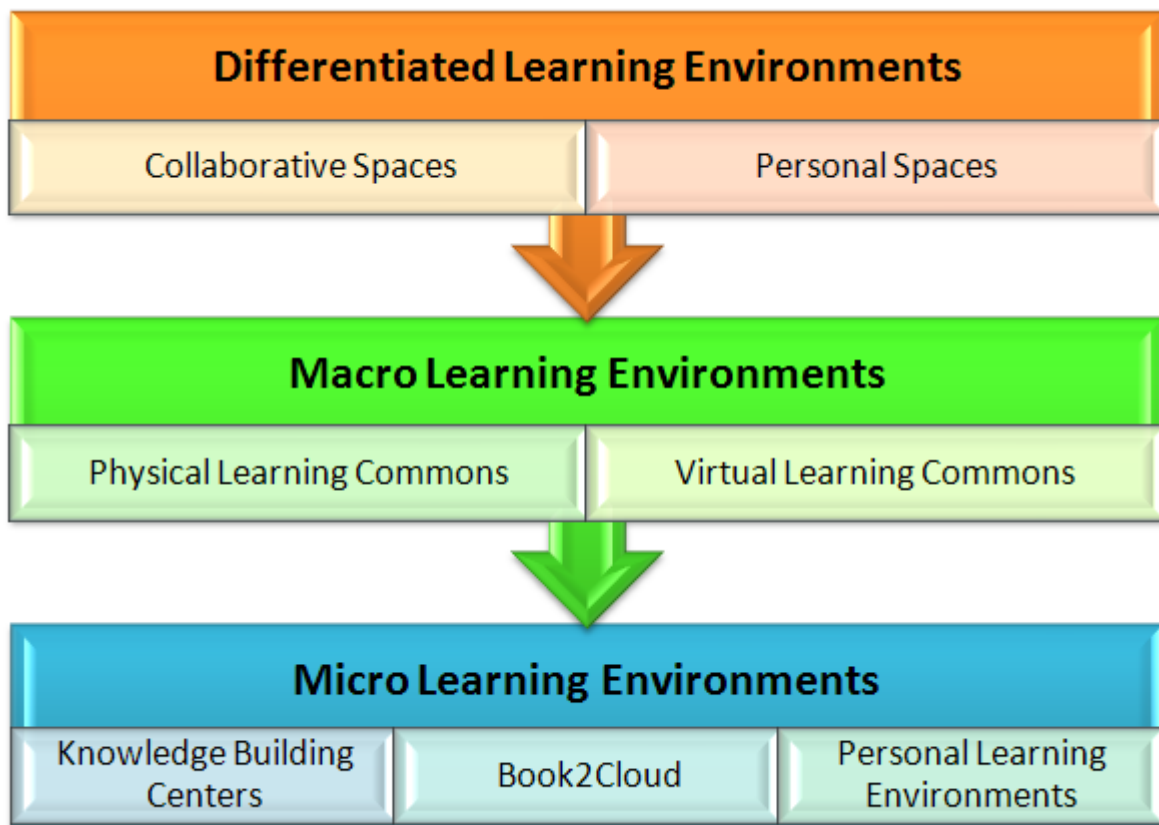 Differentiated Learning Environments
Collaborative Spaces
Personal Spaces
Macro Learning Environments
Physical Learning Commons
Virtual Learning Commons
Micro Learning Environments
Knowledge Building
Centers
Book2Cloud
Personal Learning
Environments